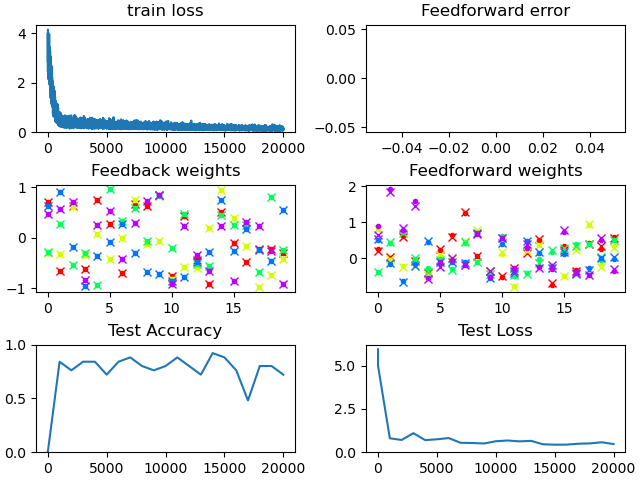 train loss
Feedforward error
4
2
0
0 5000 10000 15000 20000
0.05
0.00
−0.05
−0.04 −0.02 0.00 0.02 0.04
Feedback weights
Feedforward weights
1
0
−1
0 5 10 15
2
1
0
0 5 10 15
Test Accuracy
Test Loss
1.0
0.5
0.0
0 5000 10000 15000 20000
5.0
2.5
0.0
0 5000 10000 15000 20000